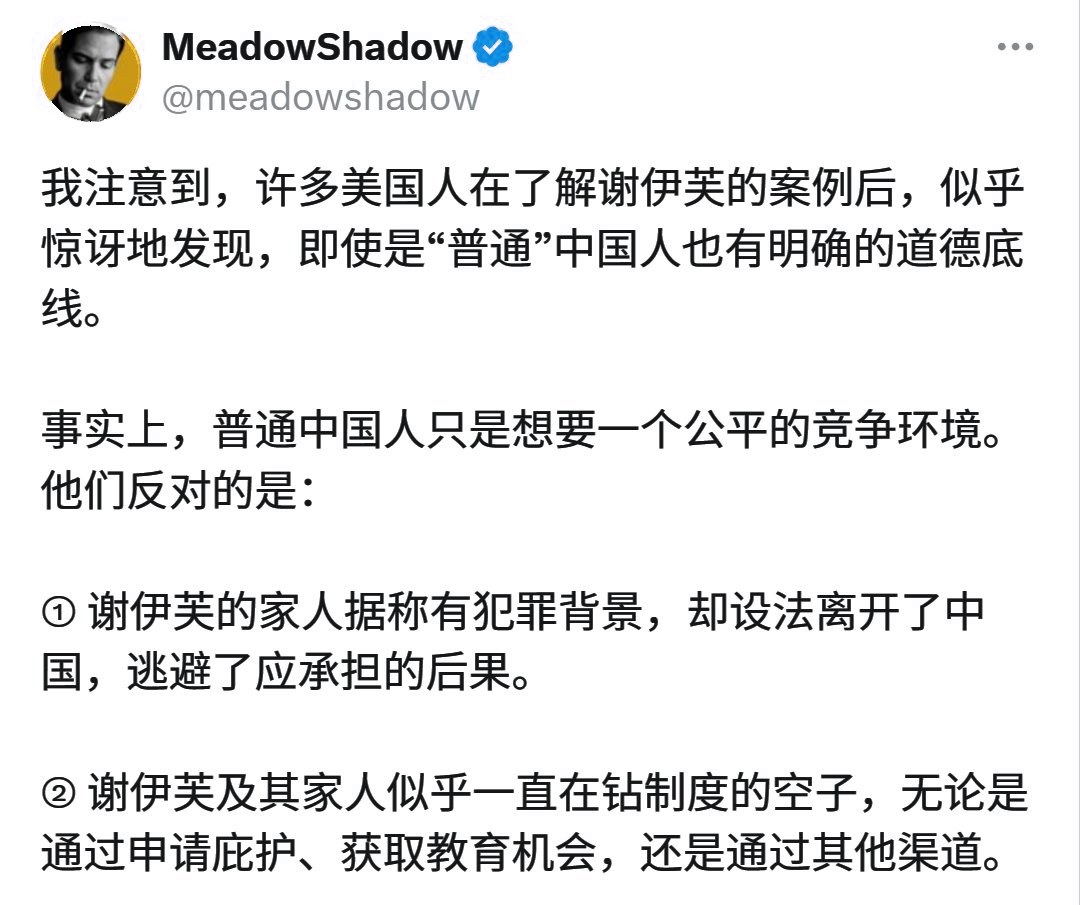 MeadowShadow
@meadowshadow
我注意到，许多美国人在了解谢伊芙的案例后，似乎
惊讶地发现，即使是“普通”中国人也有明确的道德底
线。
事实上，普通中国人只是想要一个公平的竞争环境。
他们反对的是：
① 谢伊芙的家人据称有犯罪背景，却设法离开了中
国，逃避了应承担的后果。
② 谢伊芙及其家人似乎一直在钻制度的空子，无论是
通过申请庇护、获取教育机会，还是通过其他渠道。